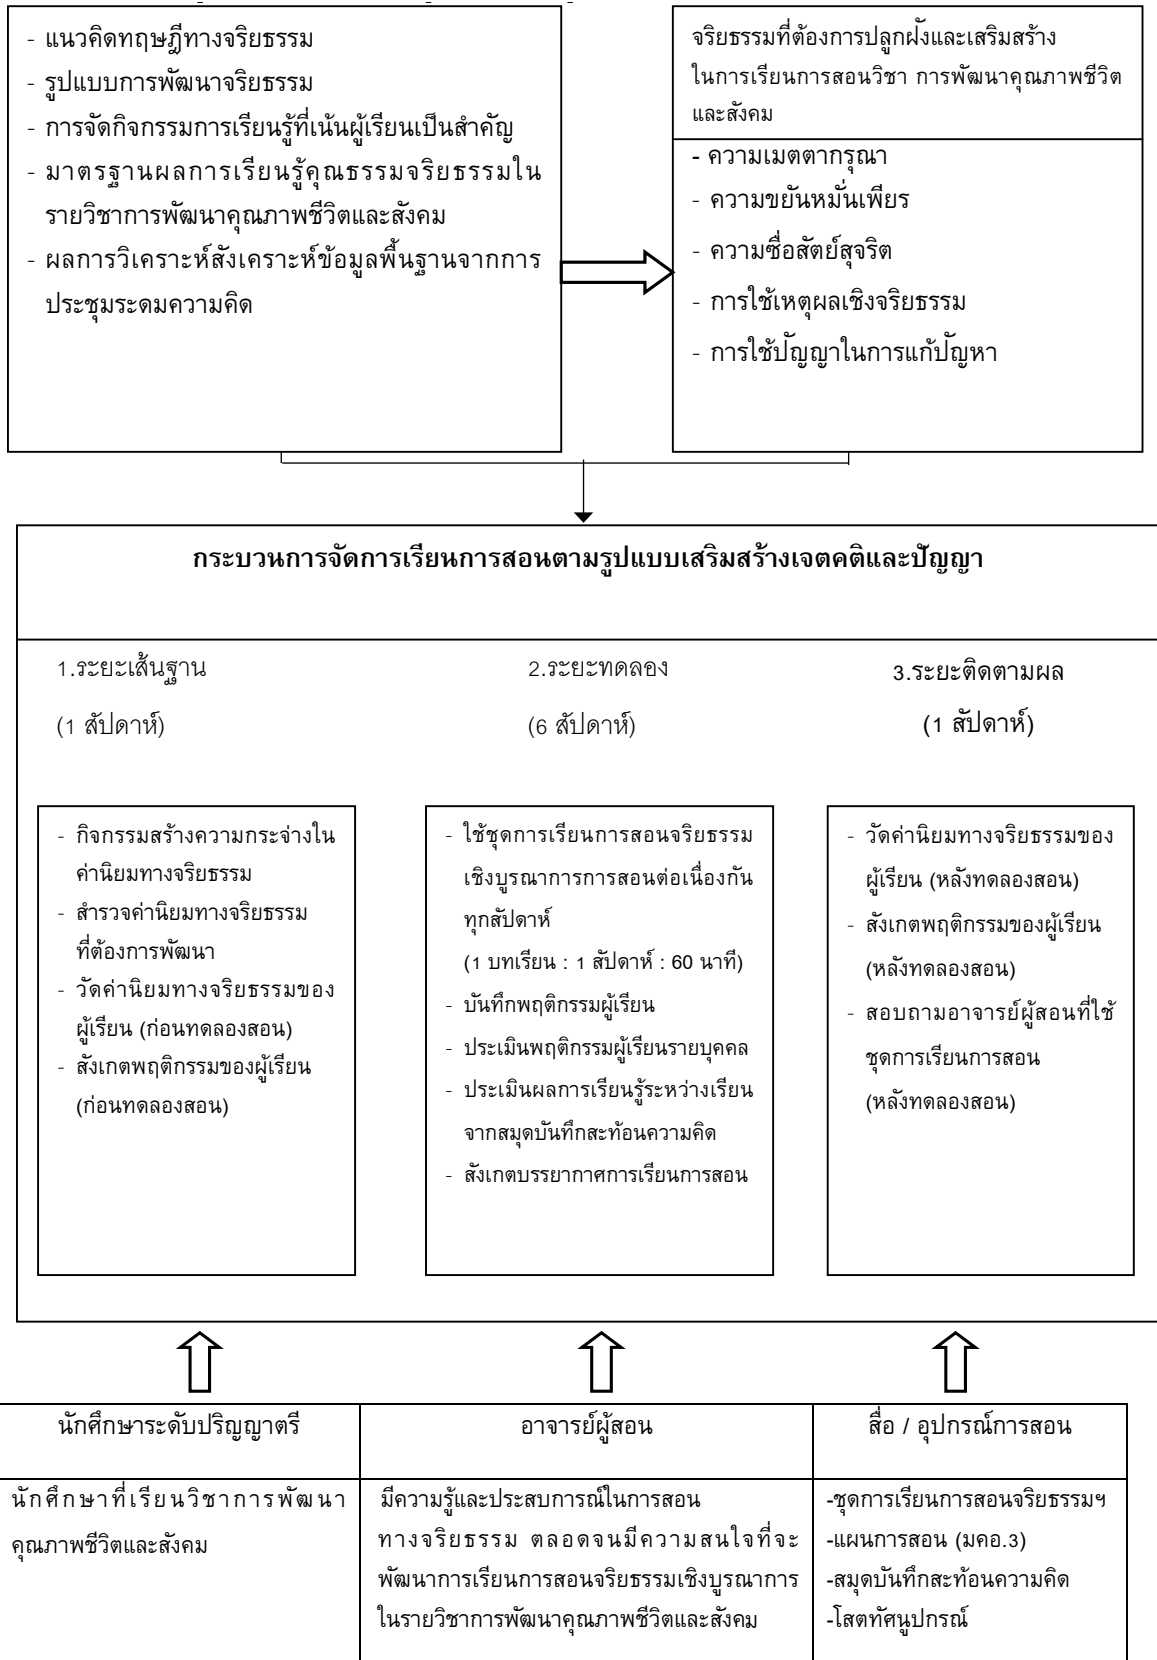 - แนวคิดทฤษฎีทางจริยธรรม
- รูปแบบการพัฒนาจริยธรรม
- การจัดกิจกรรมการเรียนรู้ที่เน้นผู้เรียนเป็นสำคัญ
- มาตรฐานผลการเรียนรู้คุณธรรมจริยธรรมใน
รายวิชาการพัฒนาคุณภาพชีวิตและสังคม
- ผลการวิเคราะห์สังเคราะห์ข้อมูลพื้นฐานจากการ
ประชุมระดมความคิด
จริยธรรมที่ต้องการปลูกฝังและเสริมสร้าง
ในการเรียนการสอนวิชา การพัฒนาคุณภาพชีวิต
และสังคม
- ความเมตตากรุณา
- ความขยันหมั่นเพียร
- ความซื่อสัตย์สุจริต
- การใช้เหตุผลเชิงจริยธรรม
- การใช้ปัญญาในการแก้ปัญหา
กระบวนการจัดการเรียนการสอนตามรูปแบบเสริมสร้างเจตคติและปัญญา
1.ระยะเส้นฐาน
(1 สัปดาห์)
2.ระยะทดลอง
(6 สัปดาห์)
3.ระยะติดตามผล
(1 สัปดาห์)
- กิจกรรมสร้างความกระจ่างใน
ค่านิยมทางจริยธรรม
- สำรวจค่านิยมทางจริยธรรม
ที่ต้องการพัฒนา
- วัดค่านิยมทางจริยธรรมของ
ผู้เรียน (ก่อนทดลองสอน)
- สังเกตพฤติกรรมของผู้เรียน
(ก่อนทดลองสอน)
- ใช้ชุดการเรียนการสอนจริยธรรม
เชิงบูรณาการการสอนต่อเนื่องกัน
ทุกสัปดาห์
(1 บทเรียน : 1 สัปดาห์ : 60 นาที)
- บันทึกพฤติกรรมผู้เรียน
- ประเมินพฤติกรรมผู้เรียนรายบุคคล
- ประเมินผลการเรียนรู้ระหว่างเรียน
จากสมุดบันทึกสะท้อนความคิด
- สังเกตบรรยากาศการเรียนการสอน
- วัดค่านิยมทางจริยธรรมของ
ผู้เรียน (หลังทดลองสอน)
- สังเกตพฤติกรรมของผู้เรียน
(หลังทดลองสอน)
- สอบถามอาจารย์ผู้สอนที่ใช้
ชุดการเรียนการสอน
(หลังทดลองสอน)
นักศึกษาระดับปริญญาตรี
นักศึกษาที่เรียนวิชาการพัฒนา
คุณภาพชีวิตและสังคม
อาจารย์ผู้สอน
มีความรู้และประสบการณ์ในการสอน
ทางจริยธรรม ตลอดจนมีความสนใจที่จะ
พัฒนาการเรียนการสอนจริยธรรมเชิงบูรณาการ
ในรายวิชาการพัฒนาคุณภาพชีวิตและสังคม
สื่อ / อุปกรณ์การสอน
-ชุดการเรียนการสอนจริยธรรมฯ
-แผนการสอน (มคอ.3)
-สมุดบันทึกสะท้อนความคิด
-โสตทัศนูปกรณ์